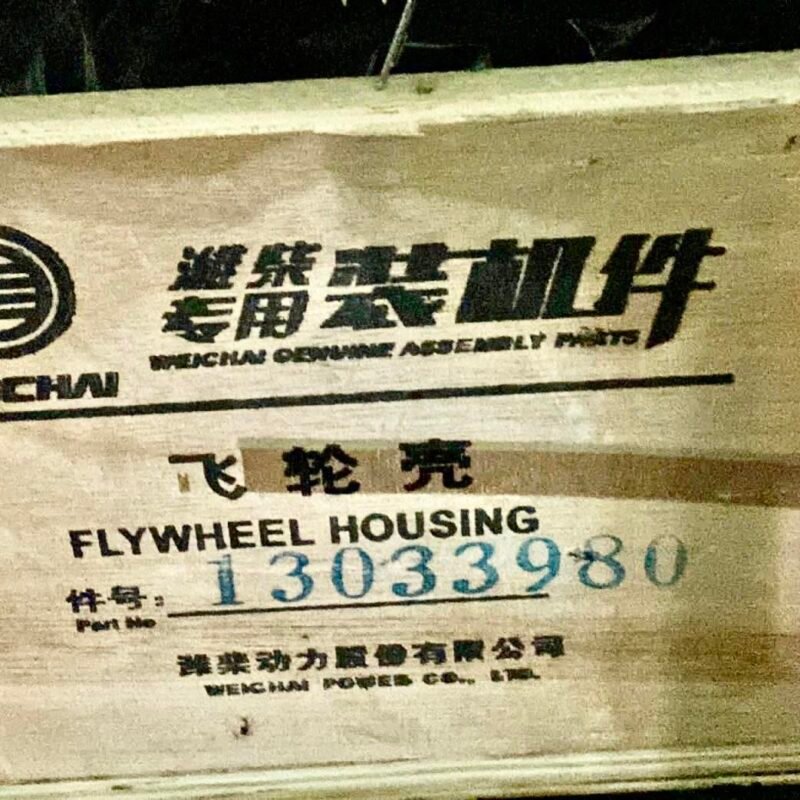 潍柴
专用装机件
WEICHAI GENUINE ASSEMBLY PARTS
CHAI
飞轮壳
FLYWHEEL HOUSING
件号: 13033980
Part No
潍柴动力股份有限公司
WEICHAI POWER CO., LTD.